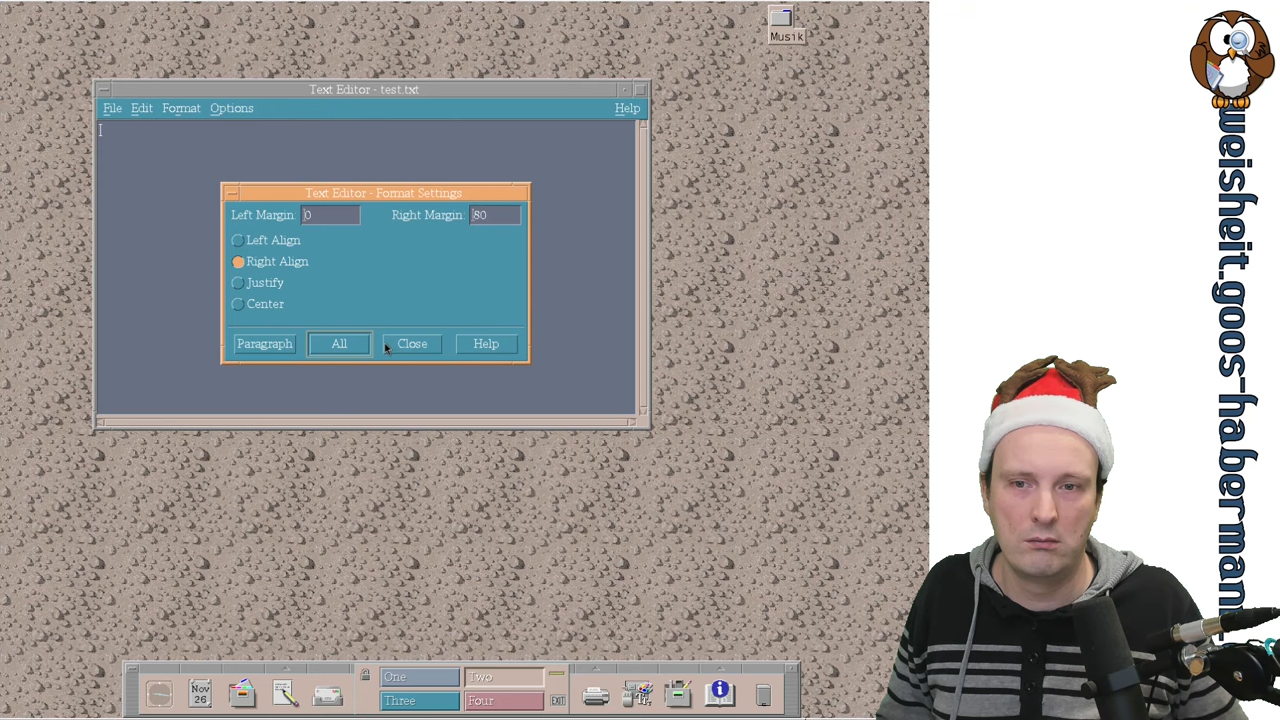 Musik
Text Editor - test.txt
File Edit Format Options Help
Text Editor - Format Settings
Left Margin: 0 Right Margin: 80
Left Align
Right Align
Justify
Center
Paragraph All Close Help
One Two
Nov
26
Three Four
EXIT
weisheit.goos-habermann